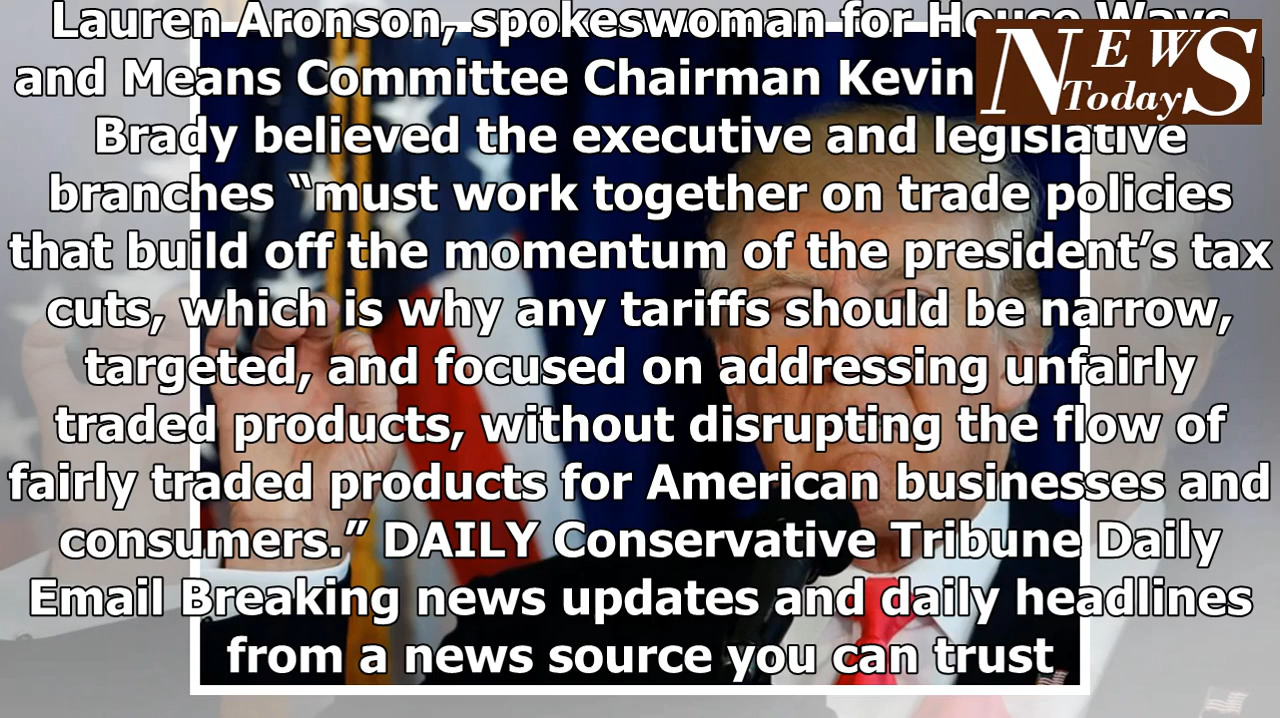 Lauren Aronson, spokeswoman for House Ways
and Means Committee Chairman Kevin
Brady believed the executive and legislative
branches “must work together on trade policies
that build off the momentum of the president’s tax
cuts, which is why any tariffs should be narrow,
targeted, and focused on addressing unfairly
traded products, without disrupting the flow of
fairly traded products for American businesses and
consumers.” DAILY Conservative Tribune Daily
Email Breaking news updates and daily headlines
from a news source you can trust
NEWS
Today